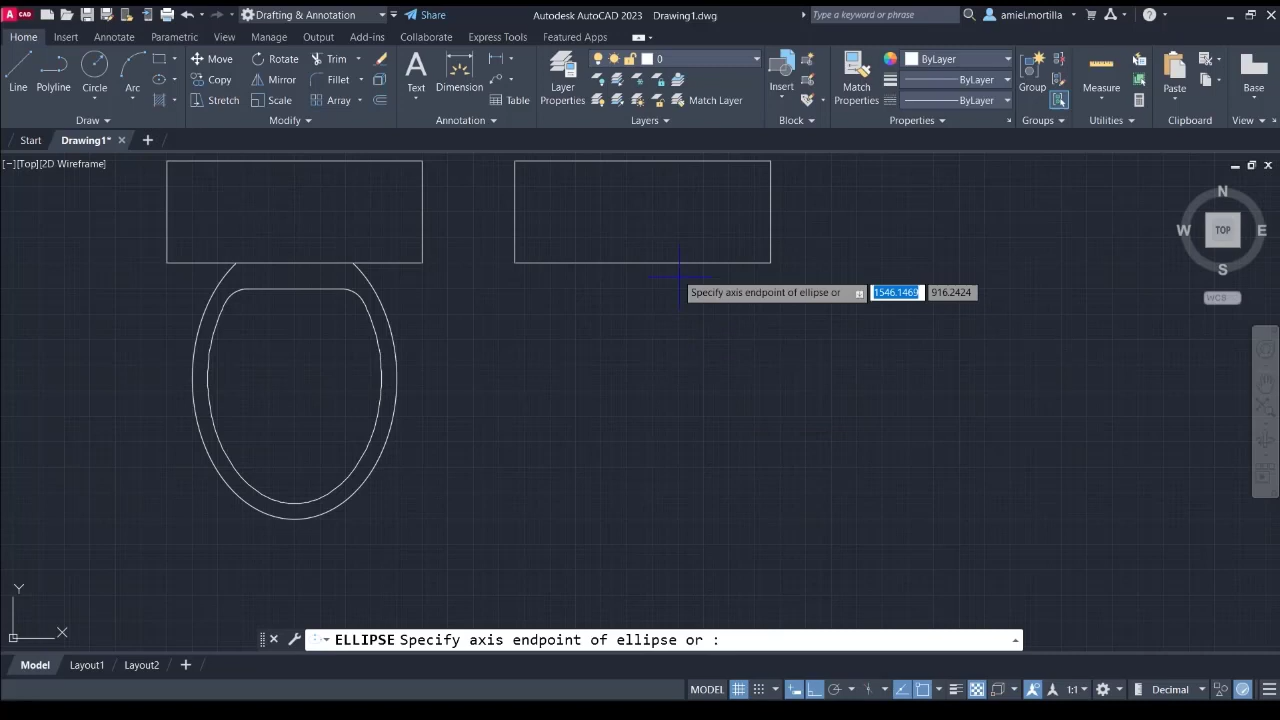 CAD
Drafting & Annotation
Share
Autodesk AutoCAD 2023 Drawing1.dwg
Type a keyword or phrase
amiel.mortilla
Home Insert Annotate Parametric View Manage Output Add-ins Collaborate Express Tools Featured Apps
Line Polyline Circle Arc
Move Rotate Trim
Copy Mirror Fillet
Stretch Scale Array
Text Dimension Table
Layer Properties
0
Match Layer
Insert
Match Properties
ByLayer
ByLayer
ByLayer
Group
Measure
Paste
Base
Draw Modify Annotation Layers Block Properties Groups Utilities Clipboard View
Start Drawing1*
[−][Top][2D Wireframe]
N
W TOP E
S
WCS
Specify axis endpoint of ellipse or 1546.1469 916.2424
Y
X
ELLIPSE Specify axis endpoint of ellipse or :
Model Layout1 Layout2
MODEL 1:1 Decimal